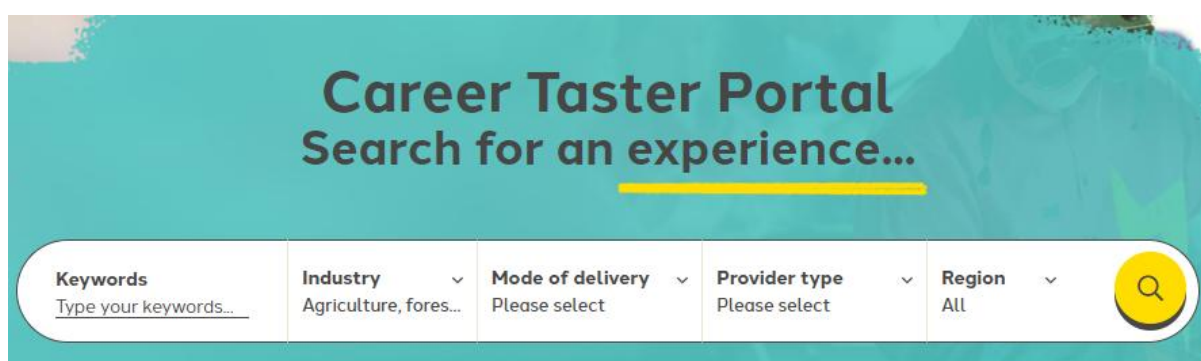 Career Taster Portal
Search for an experience...
Keywords
Type your keywords...
Industry
Agriculture, fores...
Mode of delivery
Please select
Provider type
Please select
Region
All